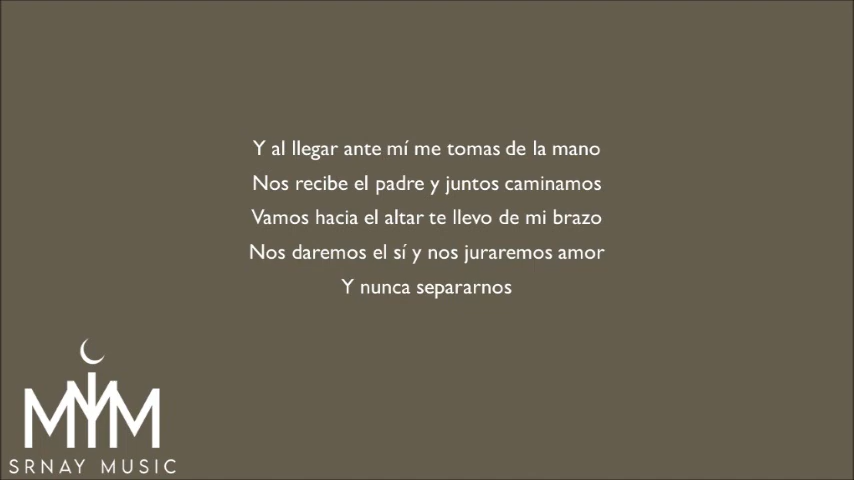 Y al llegar ante mí me tomas de la mano
Nos recibe el padre y juntos caminamos
Vamos hacia el altar te llevo de mi brazo
Nos daremos el sí y nos juraremos amor
Y nunca separarnos
MYM
SRNAY MUSIC